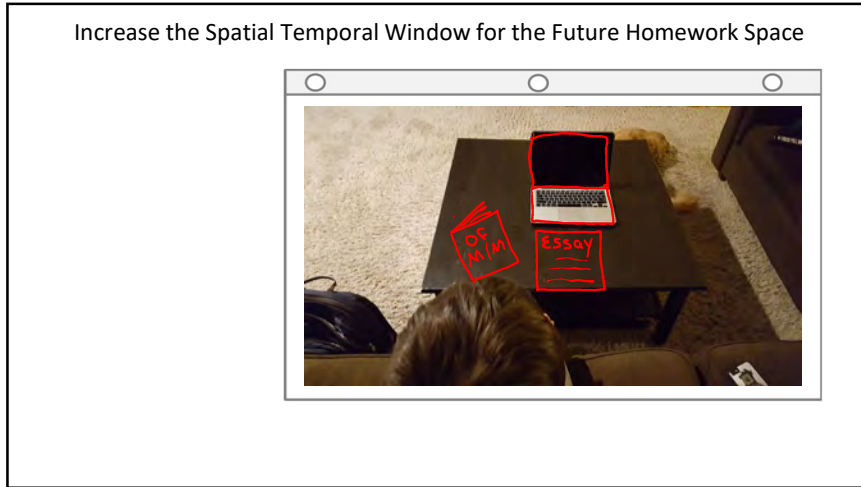 Increase the Spatial Temporal Window for the Future Homework Space
OF
M/M
ESSAY